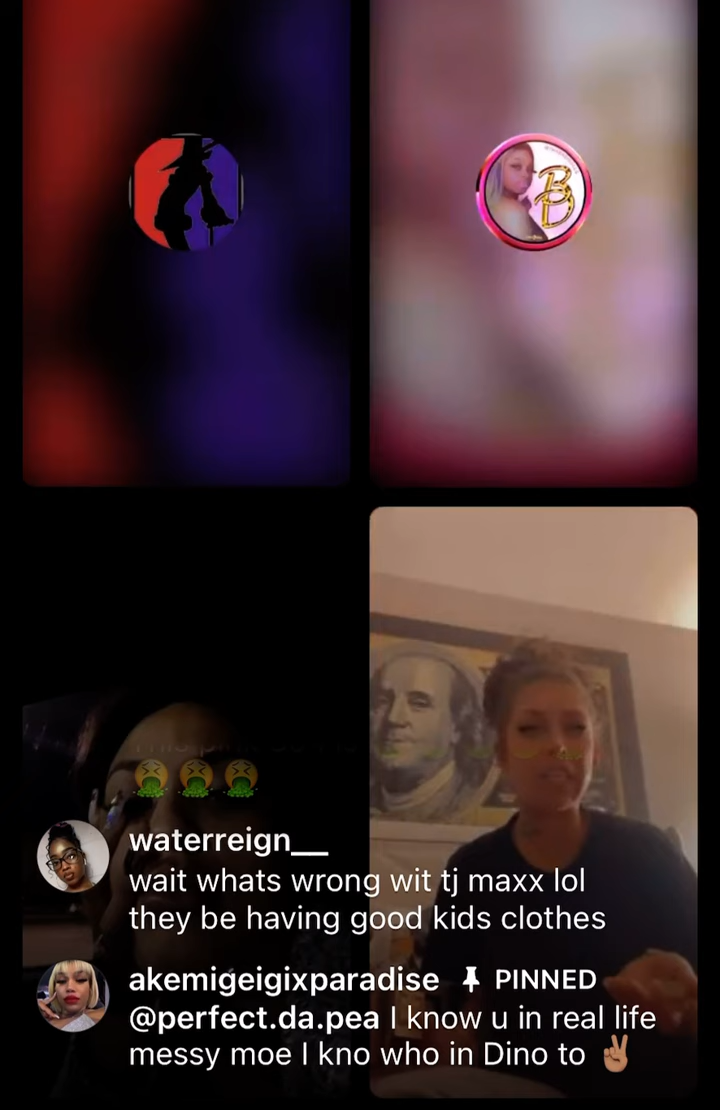 BD
🤮 🤮 🤮
waterreign__
wait whats wrong wit tj maxx lol
they be having good kids clothes
akemigeigixparadise PINNED
@perfect.da.pea I know u in real life
messy moe I kno who in Dino to ✌🏽